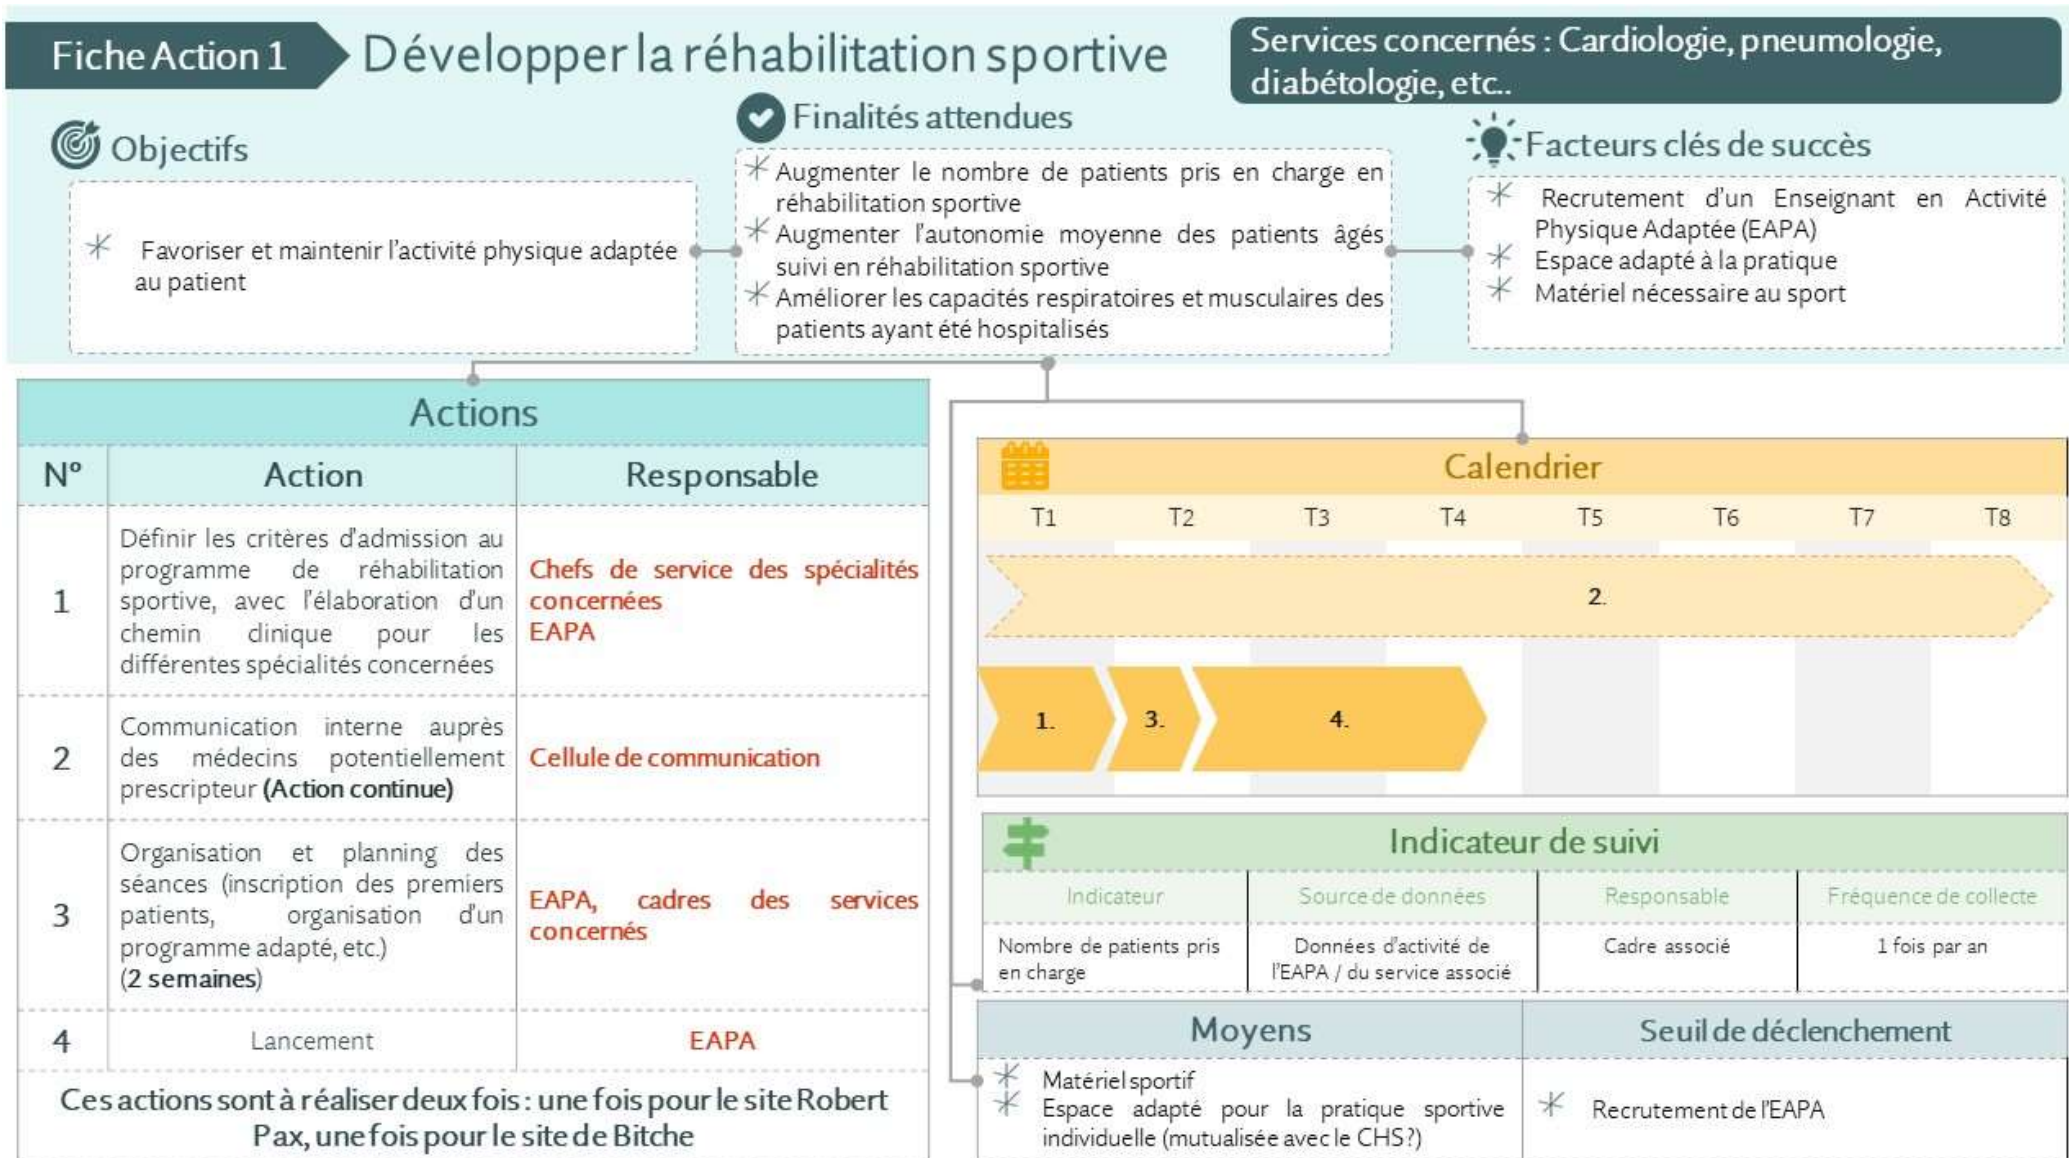 Fiche Action 1
Développer la réhabilitation sportive
Services concernés : Cardiologie, pneumologie,
diabétologie, etc..
Objectifs
Favoriser et maintenir l'activité physique adaptée
au patient
Finalités attendues
Augmenter le nombre de patients pris en charge en
réhabilitation sportive
Augmenter l'autonomie moyenne des patients âgés
suivi en réhabilitation sportive
Améliorer les capacités respiratoires et musculaires des
patients ayant été hospitalisés
Facteurs clés de succès
Recrutement d'un Enseignant en Activité
Physique Adaptée (EAPA)
Espace adapté à la pratique
Matériel nécessaire au sport
Actions
N° Action Responsable
1
Définir les critères d'admission au
programme de réhabilitation
sportive, avec l'élaboration d'un
chemin clinique pour les
différentes spécialités concernées
Chefs de service des spécialités
concernées
EAPA
2
Communication interne auprès
des médecins potentiellement
prescripteur (Action continue)
Cellule de communication
3
Organisation et planning des
séances (inscription des premiers
patients, organisation d'un
programme adapté, etc.)
(2 semaines)
EAPA, cadres des services
concernés
4
Lancement
EAPA
Ces actions sont à réaliser deux fois : une fois pour le site Robert
Pax, une fois pour le site de Bitche
Calendrier
T1 T2 T3 T4 T5 T6 T7 T8
2.
1. 3. 4.
Indicateur de suivi
Indicateur Source de données Responsable Fréquence de collecte
Nombre de patients pris
en charge
Données d'activité de
l'EAPA / du service associé
Cadre associé
1 fois par an
Moyens
Matériel sportif
Espace adapté pour la pratique sportive
individuelle (mutualisée avec le CHS?)
Seuil de déclenchement
Recrutement de l'EAPA